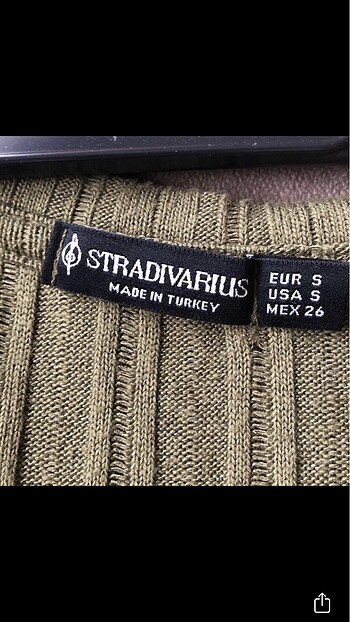 STRADIVARIUS
MADE IN TURKEY
EUR S
USA S
MEX 26